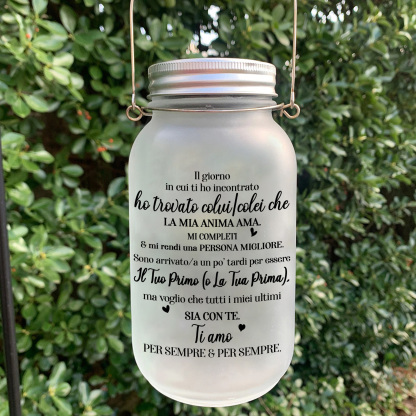 Il giorno
in cui ti ho incontrato
ho trovato colui/colei che
LA MIA ANIMA AMA.
MI COMPLETI
& mi rendi una PERSONA MIGLIORE.
Sono arrivato/a un po' tardi per essere
Il Tuo Primo (o La Tua Prima),
ma voglio che tutti i miei ultimi
SIA CON TE.
Ti amo
PER SEMPRE & PER SEMPRE.